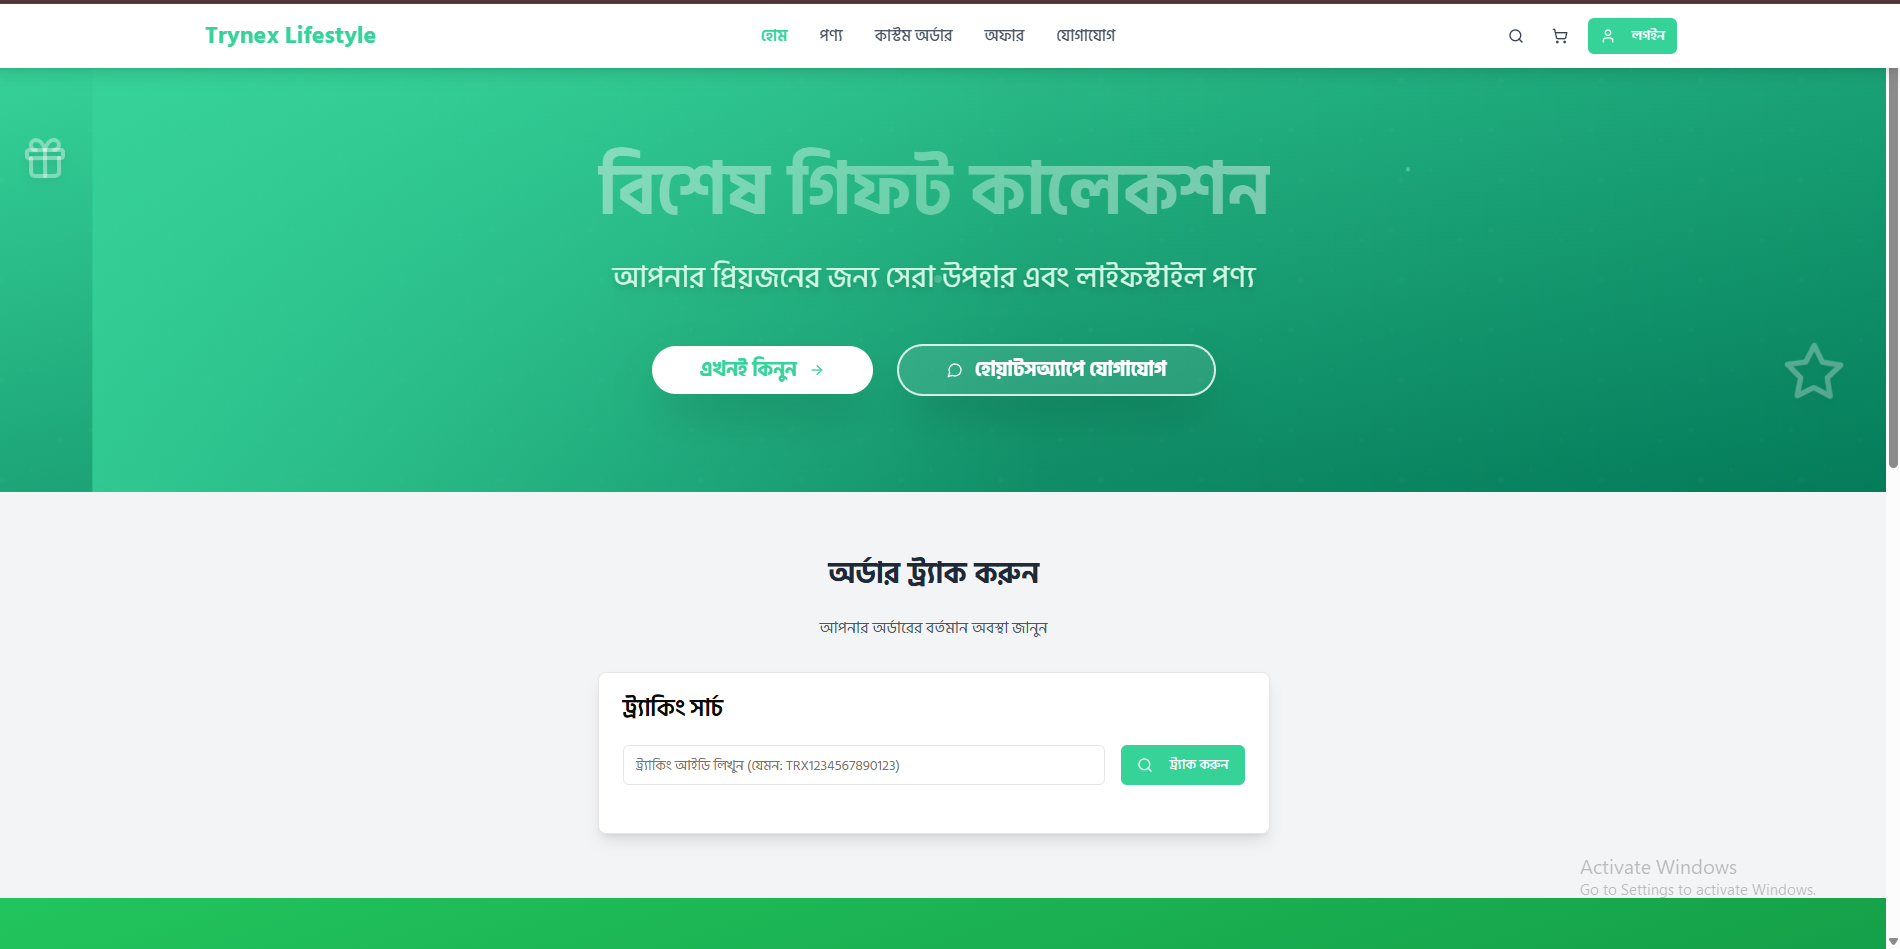 Trynex Lifestyle
হোম
পণ্য
কাস্টম অর্ডার
অফার
যোগাযোগ
লগইন
বিশেষ গিফট কালেকশন
আপনার প্রিয়জনের জন্য সেরা উপহার এবং লাইফস্টাইল পণ্য
এখনই কিনুন
হোয়াটসঅ্যাপে যোগাযোগ
অর্ডার ট্র্যাক করুন
আপনার অর্ডারের বর্তমান অবস্থা জানুন
ট্র্যাকিং সার্চ
ট্র্যাকিং আইডি লিখুন (যেমন: TRX1234567890123)
ট্র্যাক করুন
Activate Windows
Go to Settings to activate Windows.